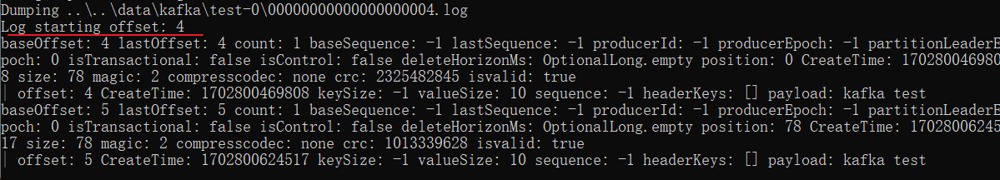 Dumping ..\..\data\kafka\test-0\00000000000000000004.log
Log starting offset: 4
baseOffset: 4 lastOffset: 4 count: 1 baseSequence: -1 lastSequence: -1 producerId: -1 producerEpoch: -1 partitionLeaderE
poch: 0 isTransactional: false isControl: false deleteHorizonMs: OptionalLong.empty position: 0 CreateTime: 170280046980
8 size: 78 magic: 2 compresscodec: none crc: 2325482845 isvalid: true
| offset: 4 CreateTime: 1702800469808 keySize: -1 valueSize: 10 sequence: -1 headerKeys: [] payload: kafka test
baseOffset: 5 lastOffset: 5 count: 1 baseSequence: -1 lastSequence: -1 producerId: -1 producerEpoch: -1 partitionLeaderE
poch: 0 isTransactional: false isControl: false deleteHorizonMs: OptionalLong.empty position: 78 CreateTime: 17028006245
17 size: 78 magic: 2 compresscodec: none crc: 1013339628 isvalid: true
| offset: 5 CreateTime: 1702800624517 keySize: -1 valueSize: 10 sequence: -1 headerKeys: [] payload: kafka test